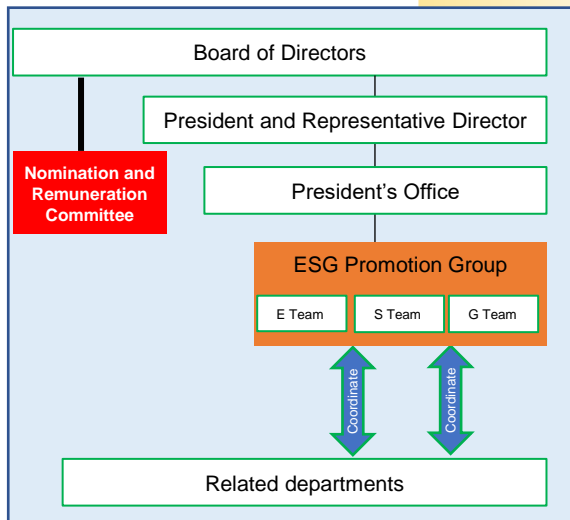 Board of Directors
President and Representative Director
Nomination and
Remuneration
Committee
President’s Office
ESG Promotion Group
E Team
S Team
G Team
Coordinate
Coordinate
Related departments